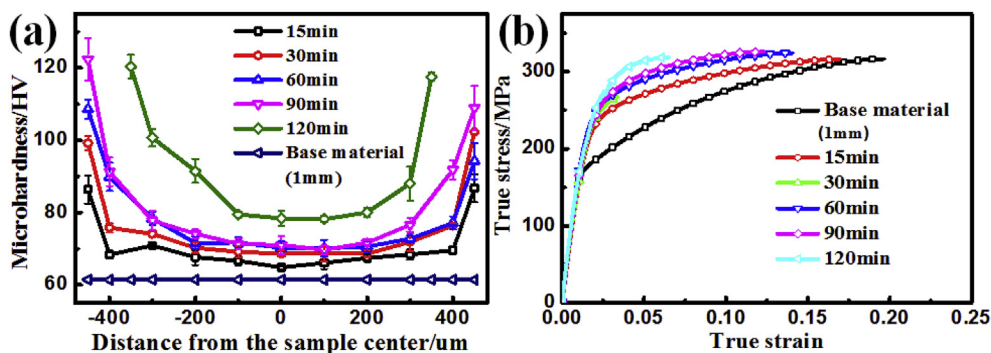 (a)
15min
30min
60min
90min
120min
Base material
(1mm)
Microhardness/HV
120
100
80
60
-400 -200 0 200 400
Distance from the sample center/um
(b)
True stress/MPa
400
300
200
100
0
Base material
(1mm)
15min
30min
60min
90min
120min
0.00 0.05 0.10 0.15 0.20 0.25
True strain